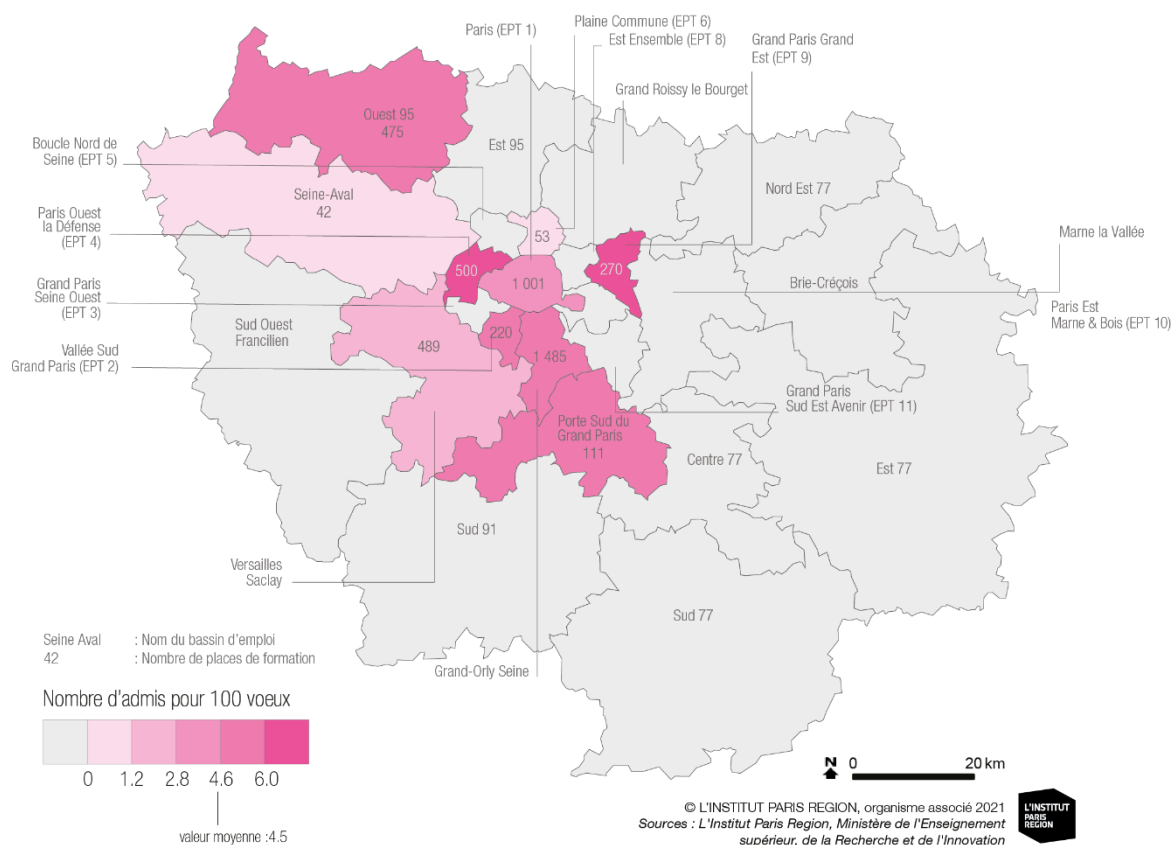 Paris (EPT 1)
Plaine Commune (EPT 6)
Est Ensemble (EPT 8)
Grand Paris Grand
Est (EPT 9)
Grand Roissy le Bourget
Ouest 95
475
Boucle Nord de
Seine (EPT 5)
Est 95
Nord Est 77
Seine-Aval
42
Paris Ouest
la Défense
(EPT 4)
53
Marne la Vallée
500
270
1 001
Brie-Créçois
Grand Paris
Seine Ouest
(EPT 3)
Paris Est
Marne & Bois (EPT 10)
Sud Ouest
Francilien
220
489
1 485
Vallée Sud
Grand Paris (EPT 2)
Grand Paris
Sud Est Avenir (EPT 11)
Porte Sud du
Grand Paris
111
Centre 77
Est 77
Sud 91
Versailles
Saclay
Sud 77
Seine Aval : Nom du bassin d'emploi
42 : Nombre de places de formation
Grand-Orly Seine
Nombre d'admis pour 100 voeux
0 1.2 2.8 4.6 6.0
valeur moyenne :4.5
N 0 20 km
© L'INSTITUT PARIS REGION, organisme associé 2021
Sources : L'Institut Paris Region, Ministère de l'Enseignement
supérieur, de la Recherche et de l'Innovation
L'INSTITUT
PARIS
REGION